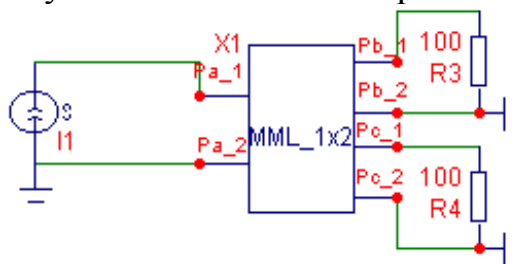 X1
Pb_1
100
R3
Pa_1
Pb_2
S
I1
Pc_1
MML_1x2
Pa_2
Pc_2
100
R4